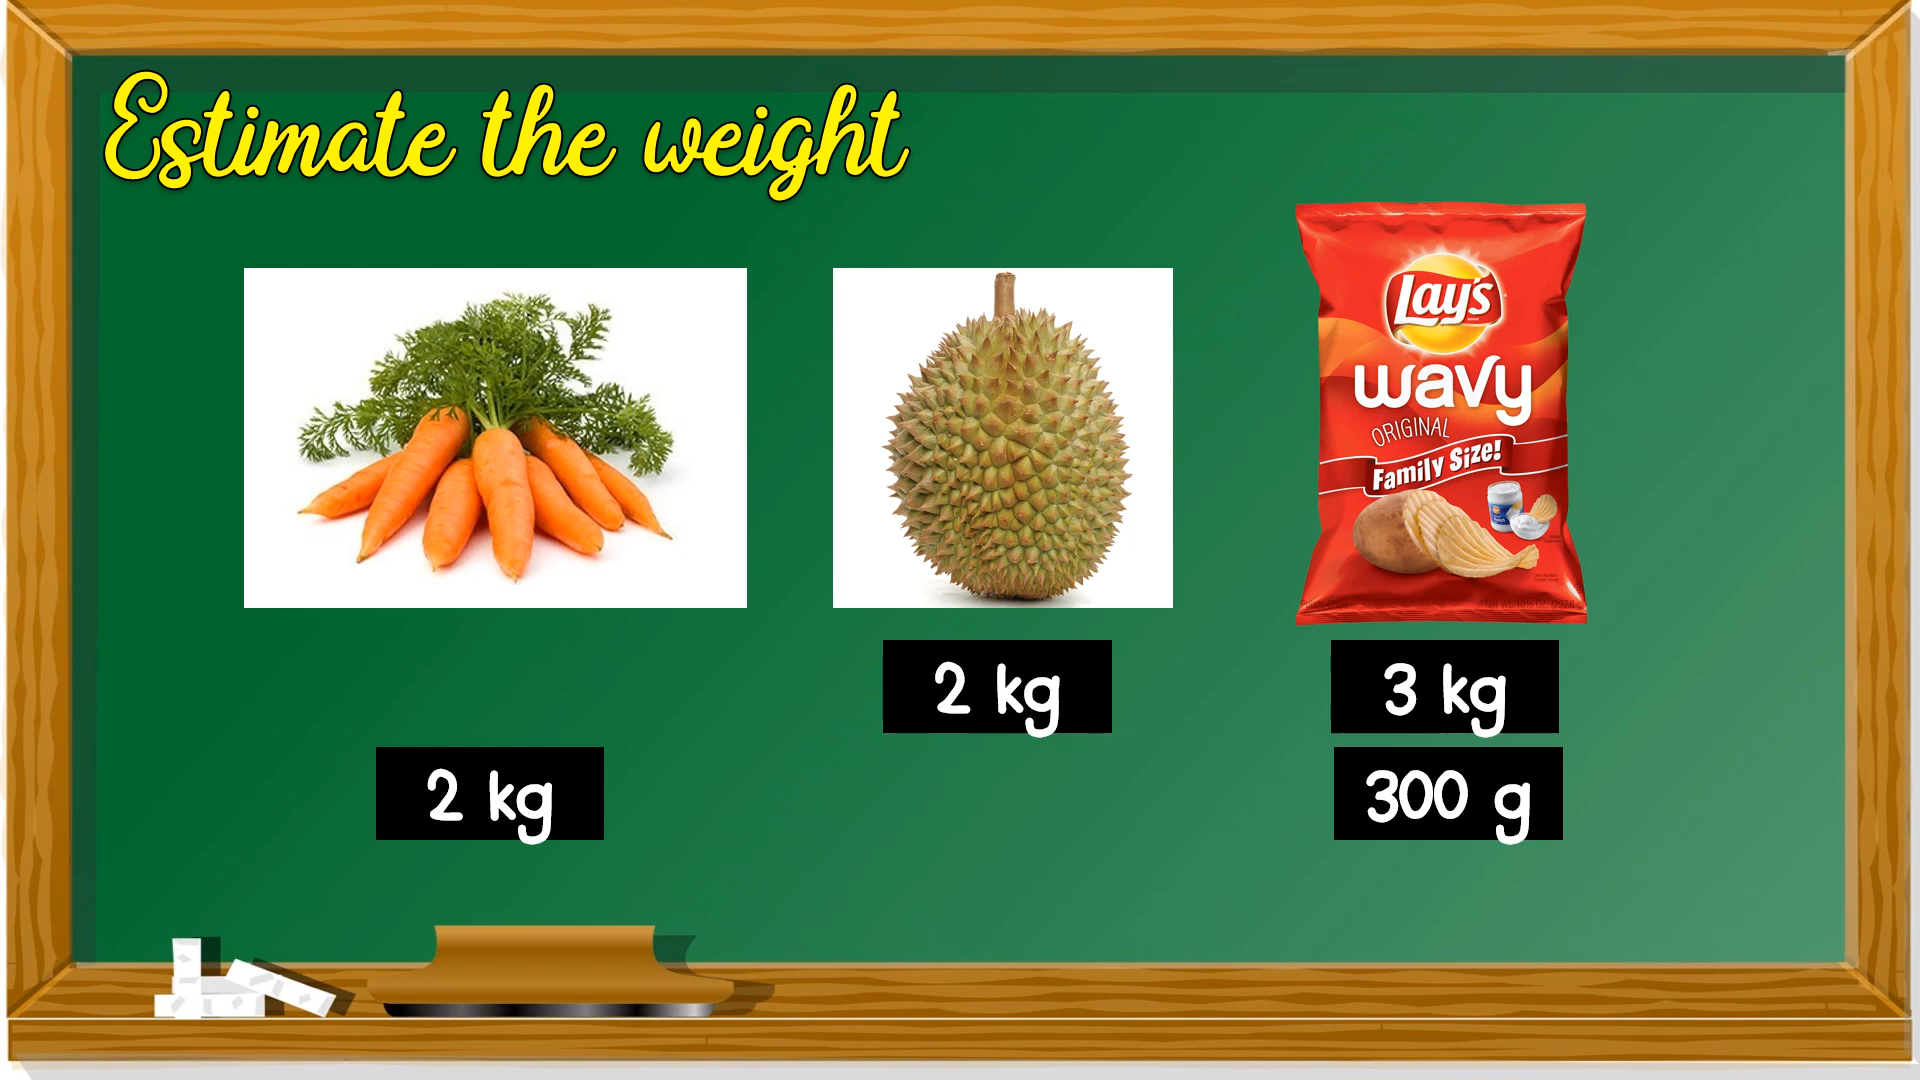 Estimate the weight
Lay's
wavy
ORIGINAL
Family Size!
2 kg
3 kg
2 kg
300 g